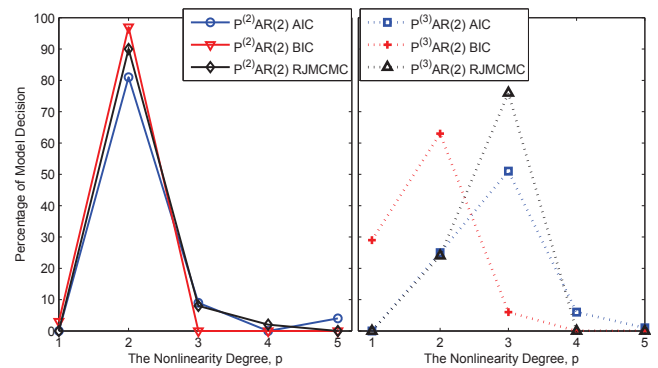 P(2)AR(2) AIC
P(2)AR(2) BIC
P(2)AR(2) RJMCMC
P(3)AR(2) AIC
P(3)AR(2) BIC
P(3)AR(2) RJMCMC
Percentage of Model Decision
100
90
80
70
60
50
40
30
20
10
0
1 2 3 4 5
1 2 3 4 5
The Nonlinearity Degree, p
The Nonlinearity Degree, p